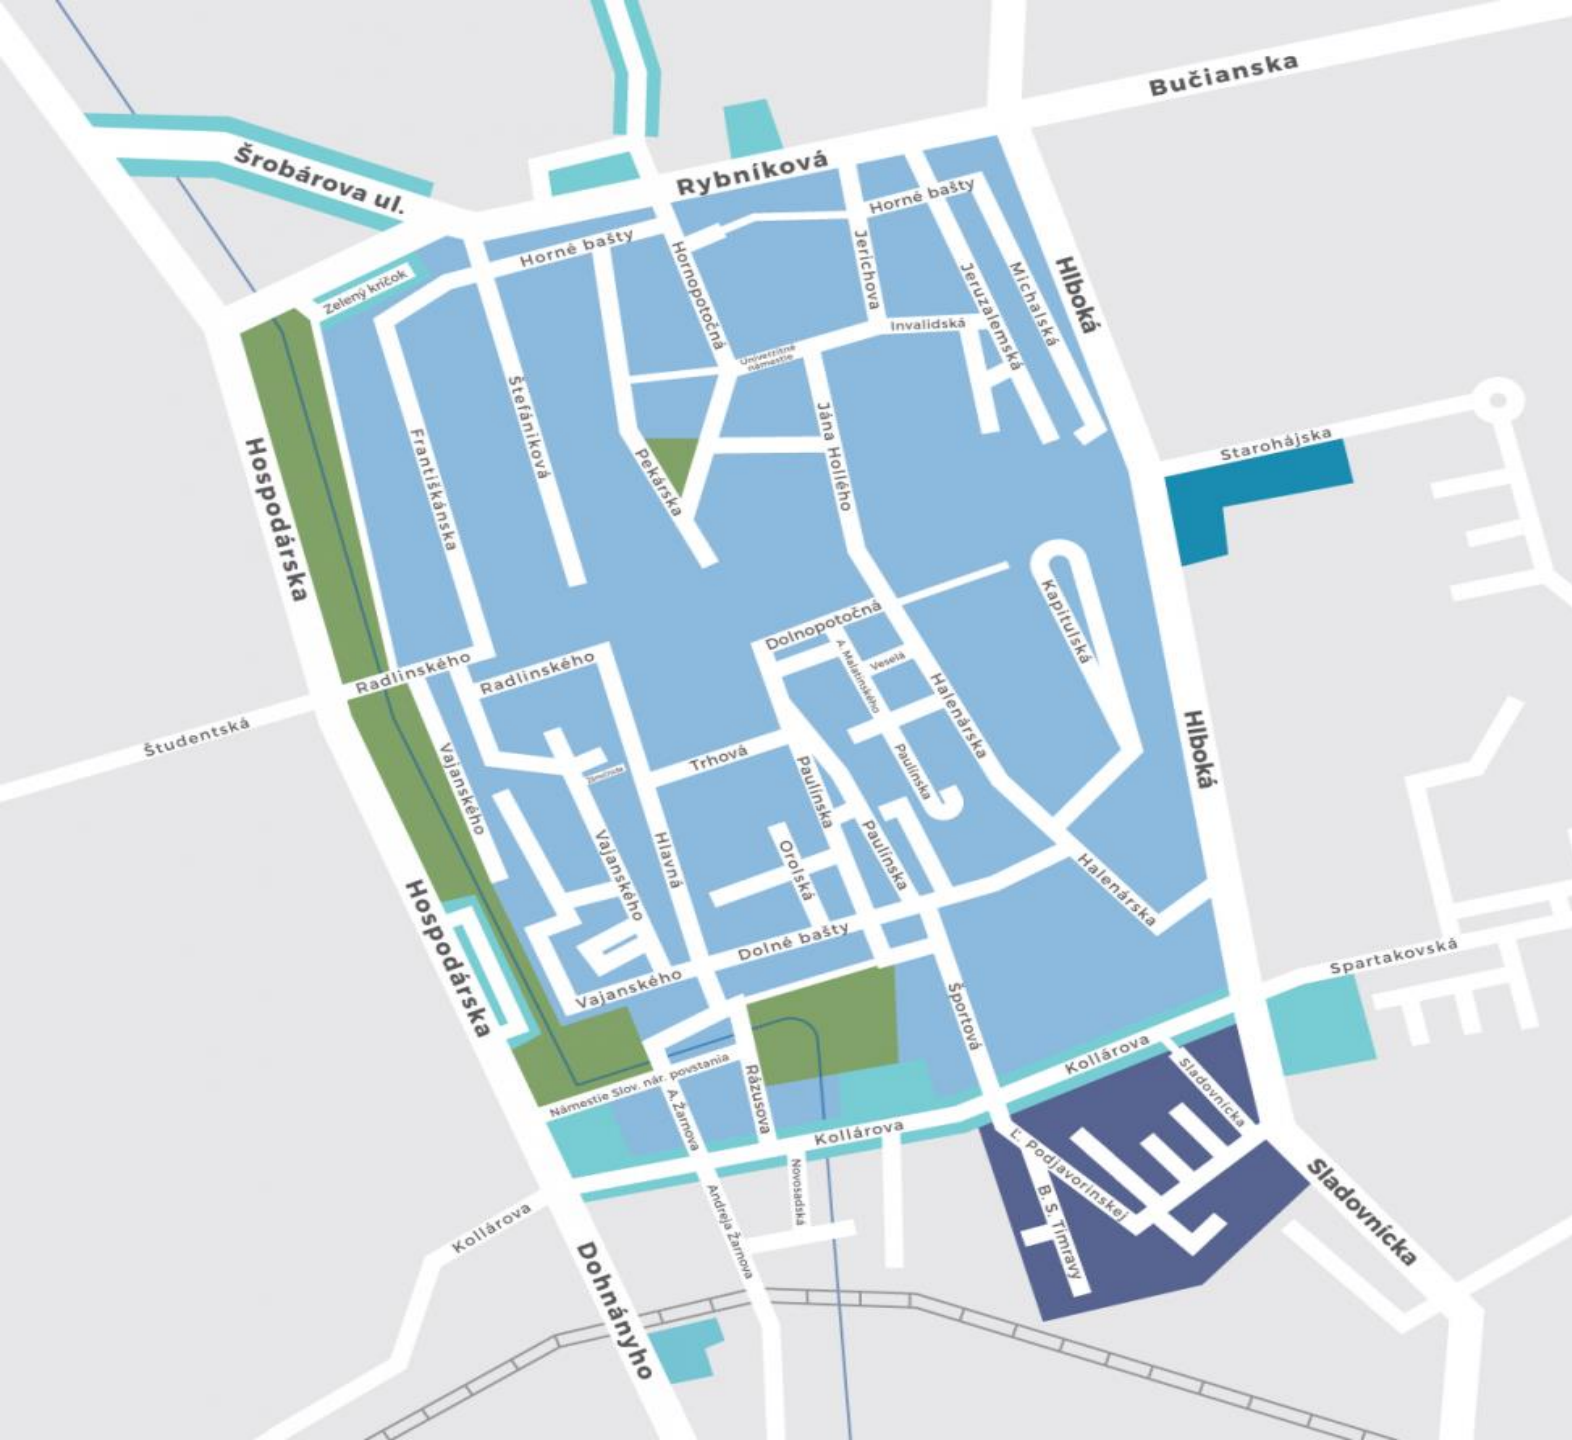 Bučianska
Šrobárova ul.
Rybníková
Horné bašty
Horné bašty
Zelený kríčok
Hornopotočná
Jerichova
Jeruzalemská
Michalská
Hlboká
Invalidská
Univerzitné
námestie
Štefánikova
Františkánska
Jána Hollého
Pekárska
Starohájska
Hospodárska
Dolnopotočná
Kapitulská
A. Malatinského
Veselá
Radlinského
Radlinského
Študentská
Halenárska
Hlboká
Trhová
Vajanského
Paulínska
Paulínska
Vajanského
Hlavná
Paulínska
Orolská
Halenárska
Hospodárska
Dolné bašty
Spartakovská
Vajanského
Športová
Kollárova
Námestie Slov. nár. povstania
Rázusova
A. Žarnova
Sladovnícka
Kollárova
Ľ. Podjavorinskej
Novosadská
Andreja Žarnova
B. S. Timravy
Sladovnícka
Kollárova
Dohnányho